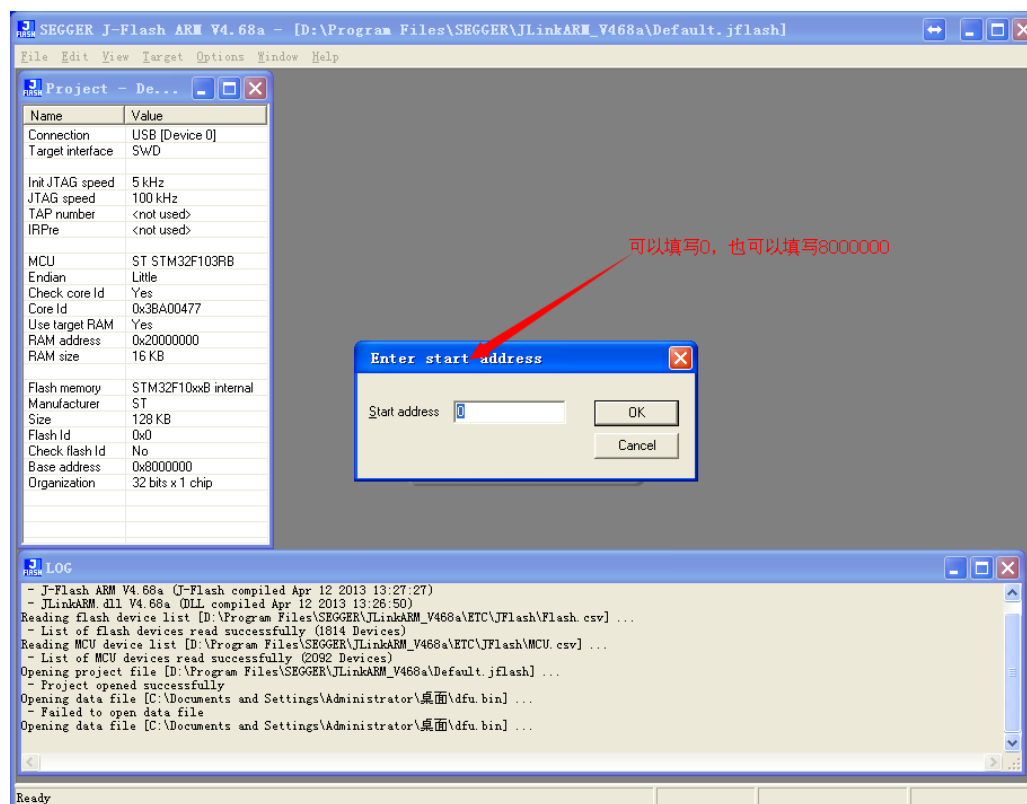 SEGGER J-Flash ARM V4.68a - [D:\Program Files\SEGGER\JLinkARM_V468a\Default.jflash]
File Edit View Target Options Window Help
Project - De...
Name Value
Connection USB [Device 0]
Target interface SWD
Init JTAG speed 5 kHz
JTAG speed 100 kHz
TAP number <not used>
IRPre <not used>
MCU ST STM32F103RB
Endian Little
Check core Id Yes
Core Id 0x3BA00477
Use target RAM Yes
RAM address 0x20000000
RAM size 16 KB
Flash memory STM32F10xxB internal
Manufacturer ST
Size 128 KB
Flash Id 0x0
Check flash Id No
Base address 0x8000000
Organization 32 bits x 1 chip
可以填写0，也可以填写8000000
Enter start address
Start address 0 OK
Cancel
LOG
- J-Flash ARM V4.68a (J-Flash compiled Apr 12 2013 13:27:27)
- JLinkARM.dll V4.68a (DLL compiled Apr 12 2013 13:26:50)
Reading flash device list [D:\Program Files\SEGGER\JLinkARM_V468a\ETC\JFlash\Flash.csv] ...
- List of flash devices read successfully (1814 Devices)
Reading MCU device list [D:\Program Files\SEGGER\JLinkARM_V468a\ETC\JFlash\MCU.csv] ...
- List of MCU devices read successfully (2092 Devices)
Opening project file [D:\Program Files\SEGGER\JLinkARM_V468a\Default.jflash] ...
- Project opened successfully
Opening data file [C:\Documents and Settings\Administrator\桌面\dfu.bin] ...
- Failed to open data file
Opening data file [C:\Documents and Settings\Administrator\桌面\dfu.bin] ...
Ready